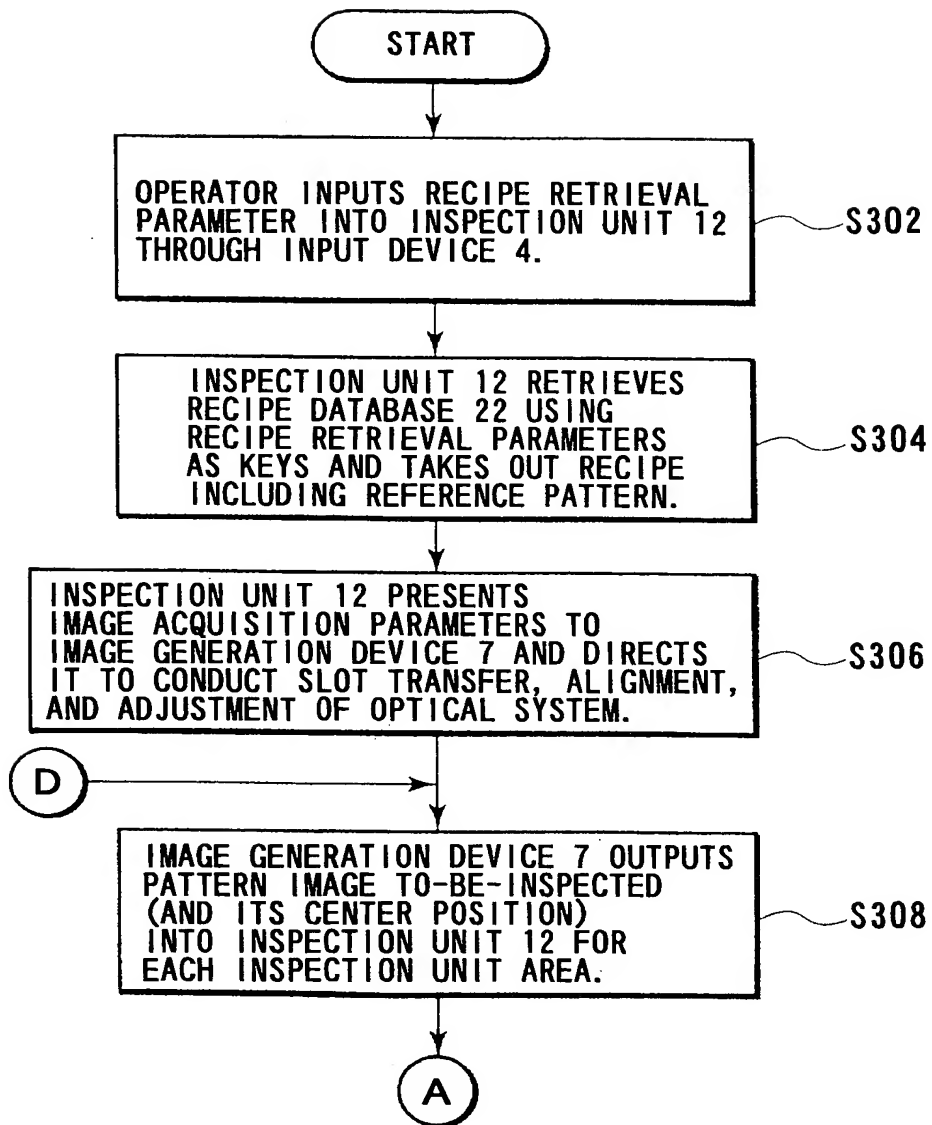 START
OPERATOR INPUTS RECIPE RETRIEVAL
PARAMETER INTO INSPECTION UNIT 12
THROUGH INPUT DEVICE 4.
S302
INSPECTION UNIT 12 RETRIEVES
RECIPE DATABASE 22 USING
RECIPE RETRIEVAL PARAMETERS
AS KEYS AND TAKES OUT RECIPE
INCLUDING REFERENCE PATTERN.
S304
INSPECTION UNIT 12 PRESENTS
IMAGE ACQUISITION PARAMETERS TO
IMAGE GENERATION DEVICE 7 AND DIRECTS
IT TO CONDUCT SLOT TRANSFER, ALIGNMENT,
AND ADJUSTMENT OF OPTICAL SYSTEM.
S306
D
IMAGE GENERATION DEVICE 7 OUTPUTS
PATTERN IMAGE TO-BE-INSPECTED
(AND ITS CENTER POSITION)
INTO INSPECTION UNIT 12 FOR
EACH INSPECTION UNIT AREA.
S308
A